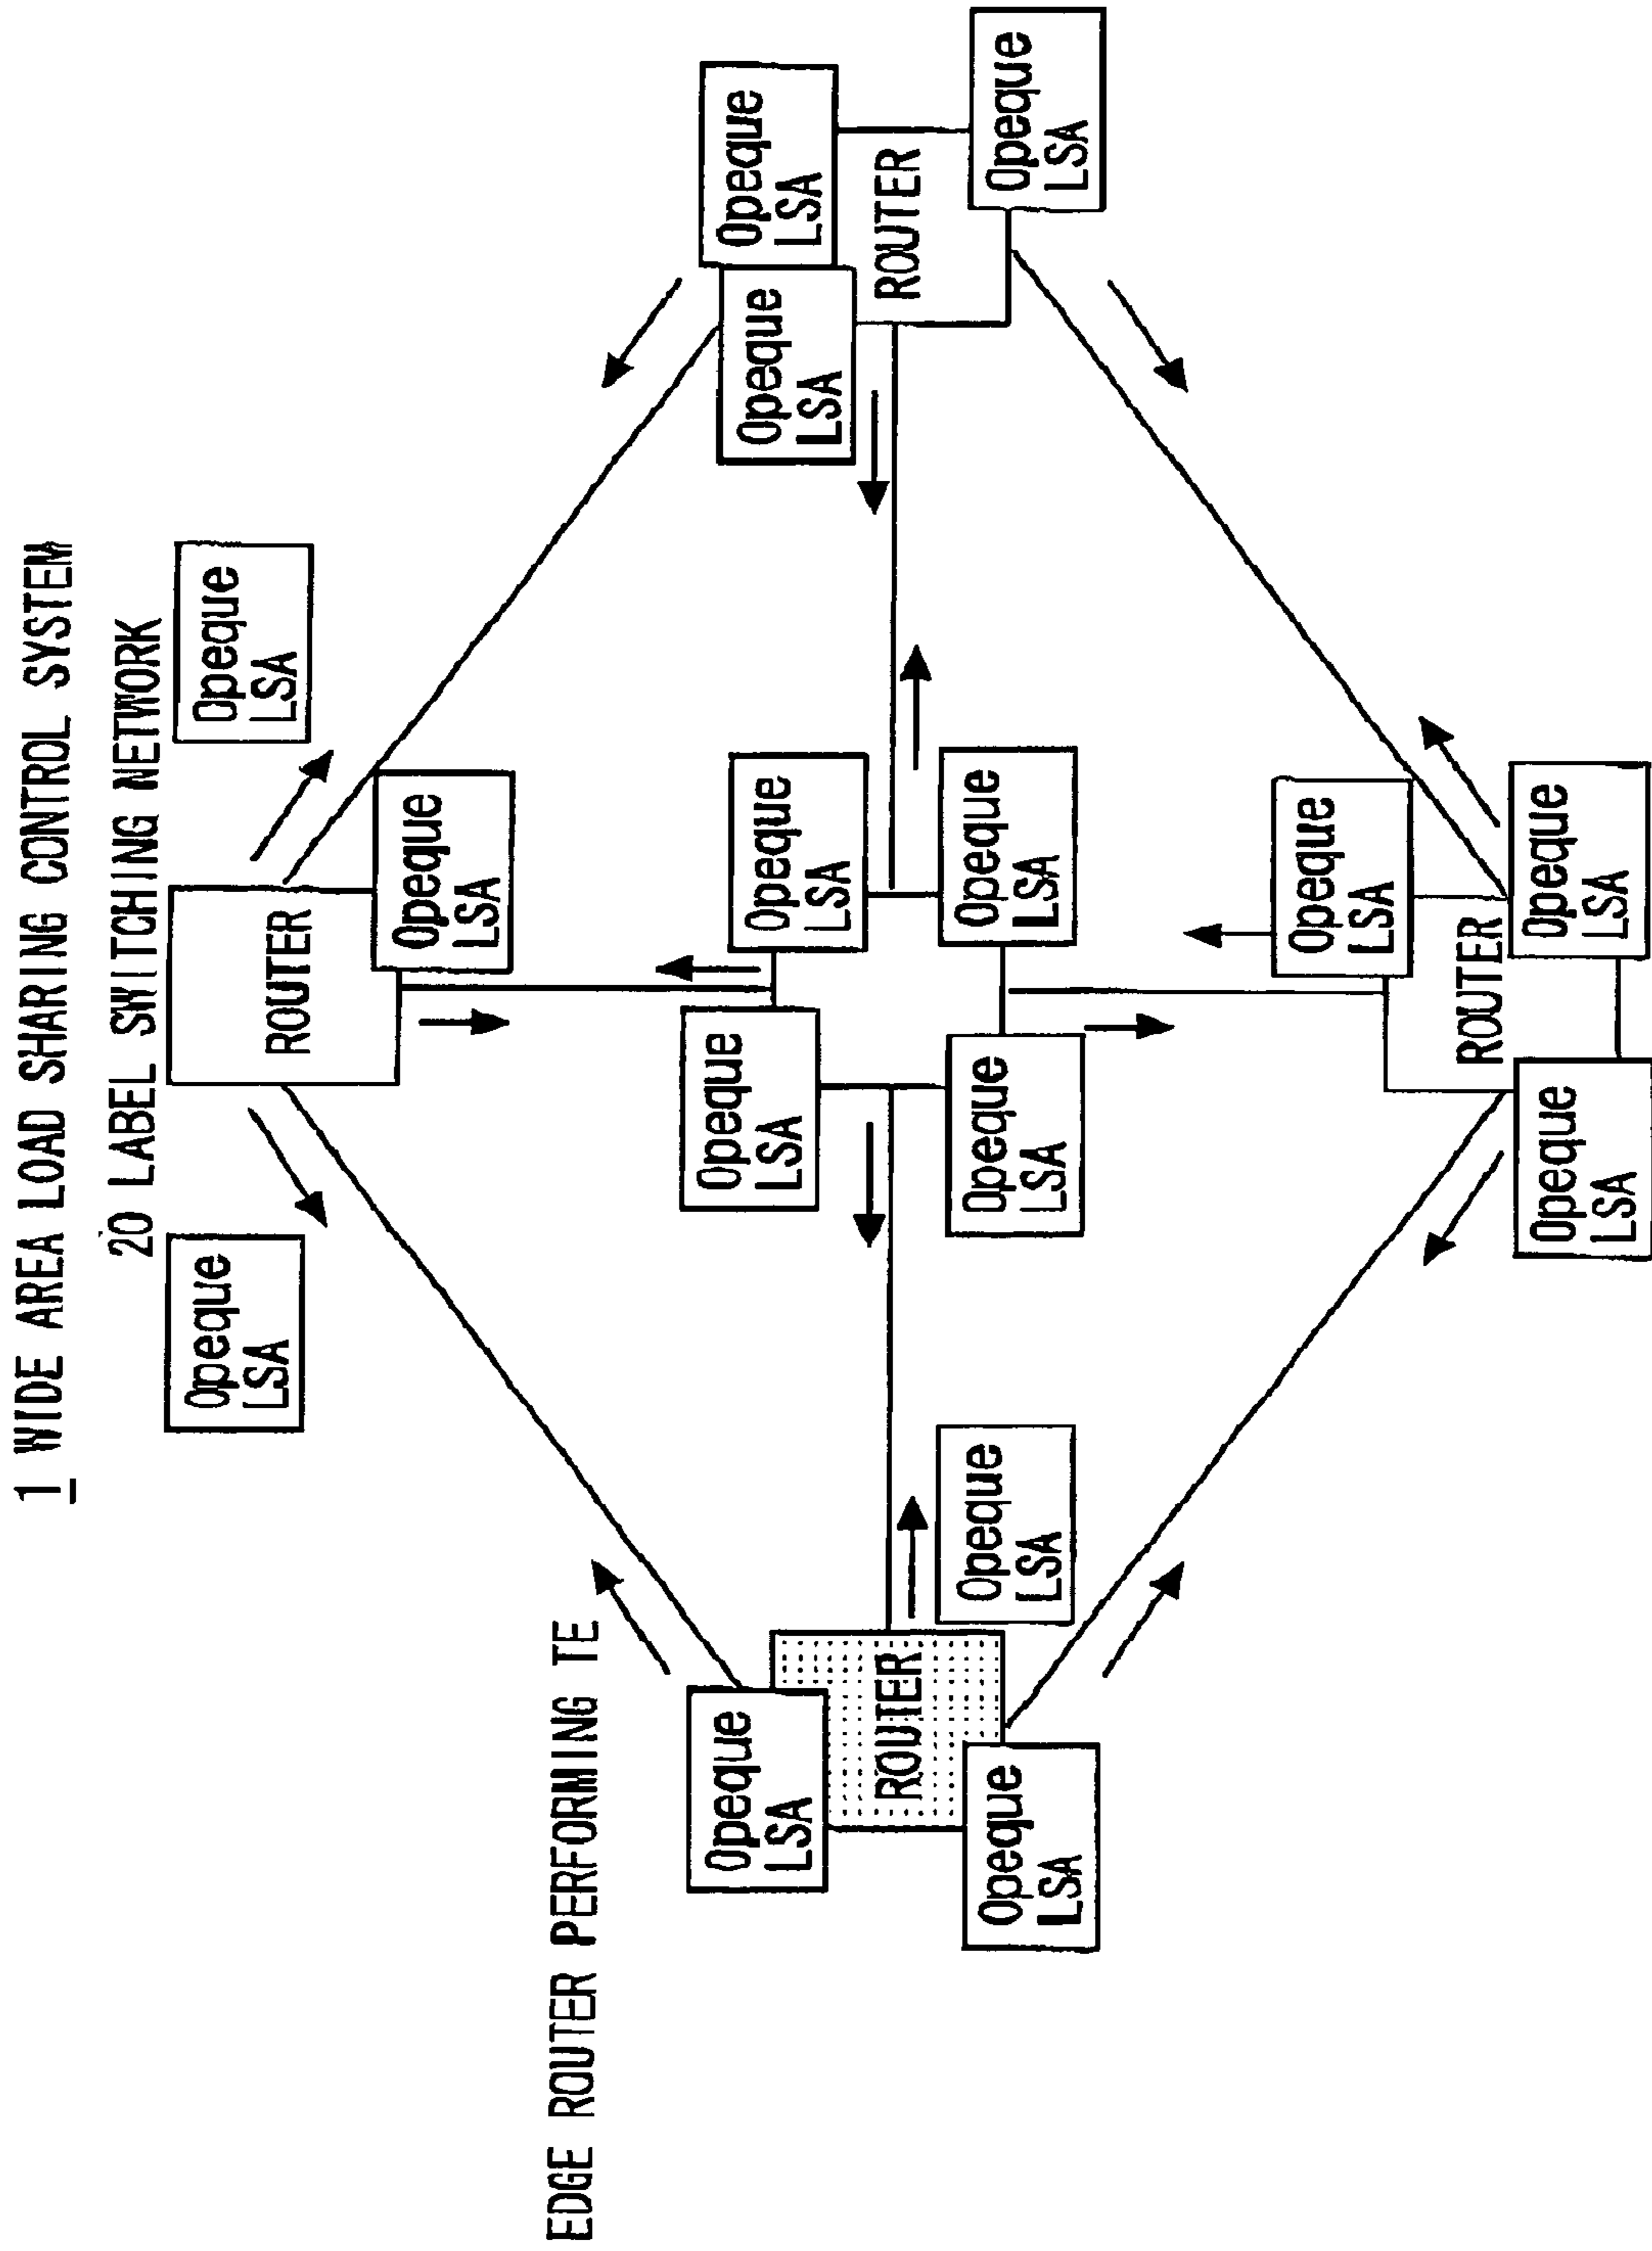 1 WIDE AREA LOAD SHARING CONTROL SYSTEM
20 LABEL SWITCHING NETWORK
Opeque
LSA
Opeque
LSA
ROUTER
Opeque
LSA
EDGE ROUTER PERFORMING TE
Opeque
LSA
Opeque
LSA
Opeque
LSA
Opeque
LSA
Opeque
LSA
ROUTER
ROUTER
Opeque
LSA
Opeque
LSA
Opeque
LSA
Opeque
LSA
Opeque
LSA
Opeque
LSA
ROUTER
Opeque
LSA
Opeque
LSA